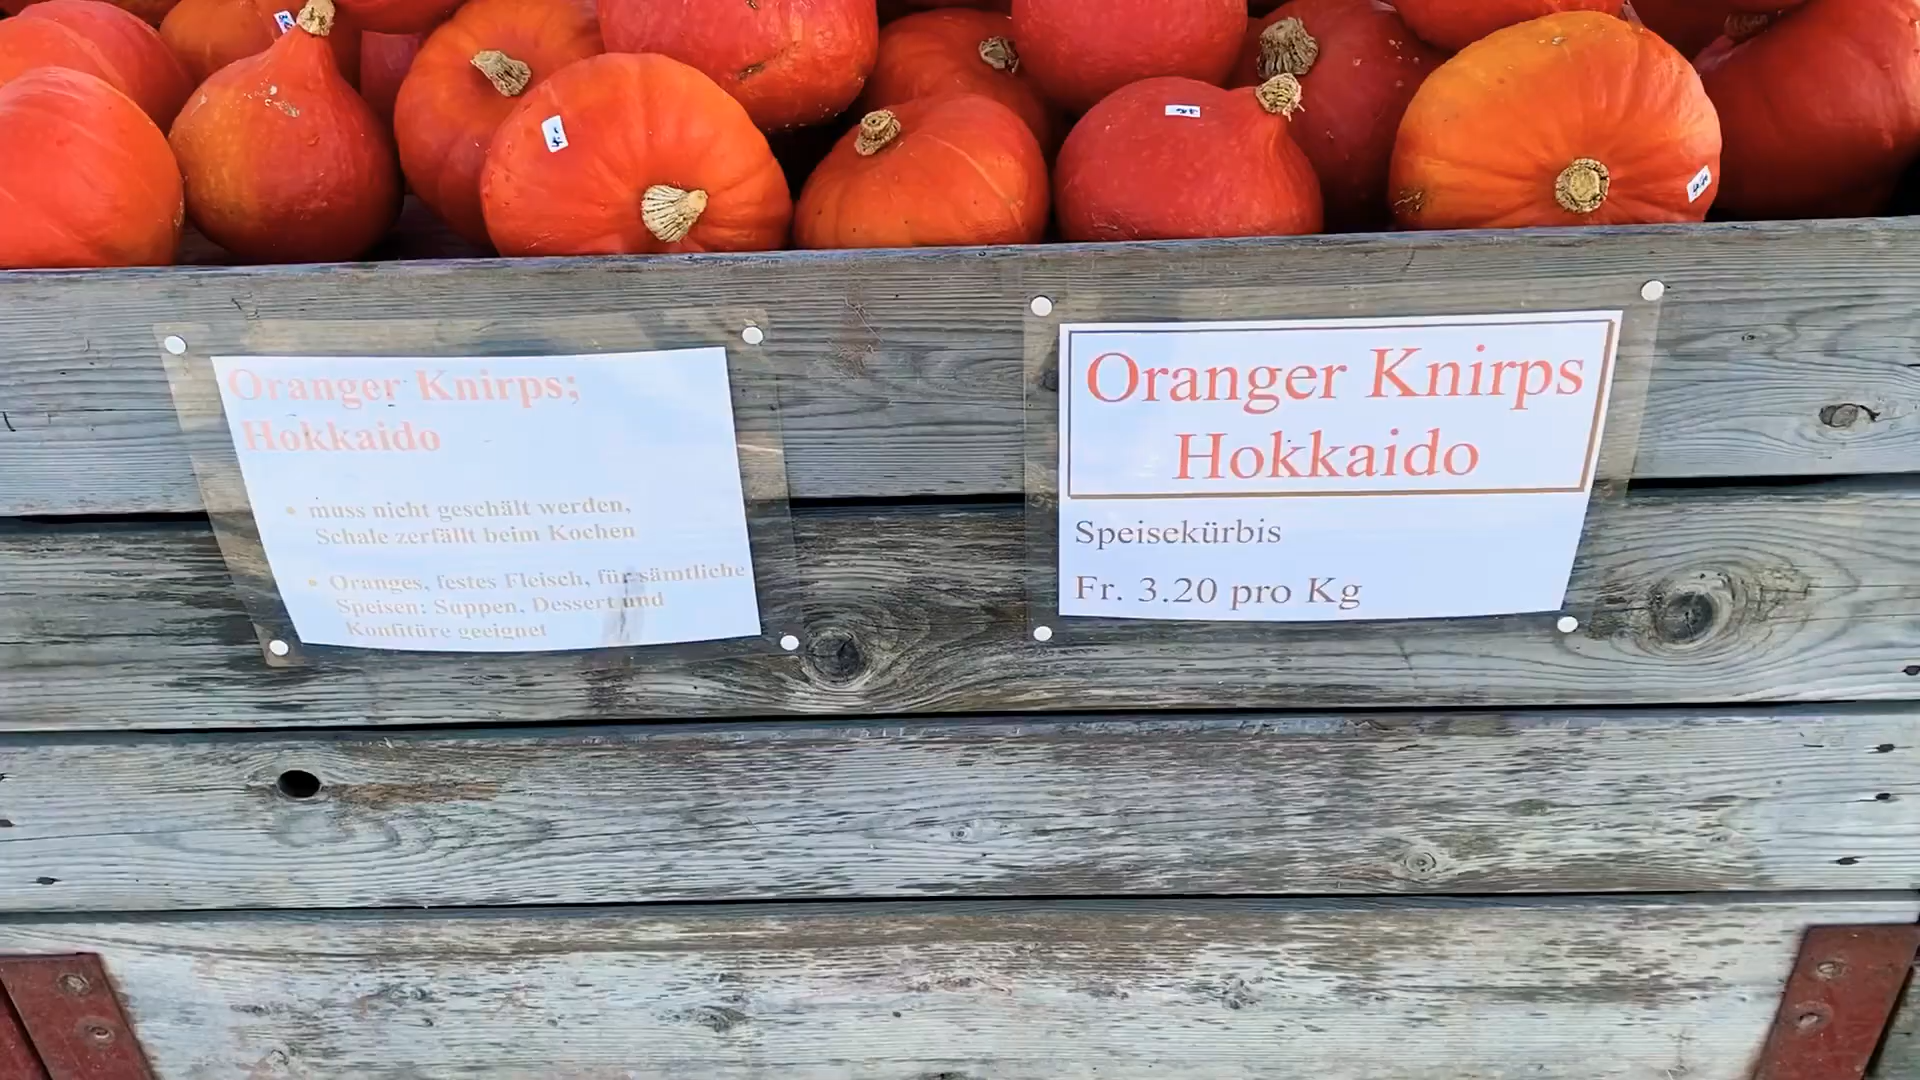 Oranger Knirps;
Hokkaido
• muss nicht geschält werden,
Schale zerfällt beim Kochen
• Oranges, festes Fleisch, für sämtliche
Speisen: Suppen, Dessert und
Konfitüre geeignet
Oranger Knirps
Hokkaido
Speisekürbis
Fr. 3.20 pro Kg